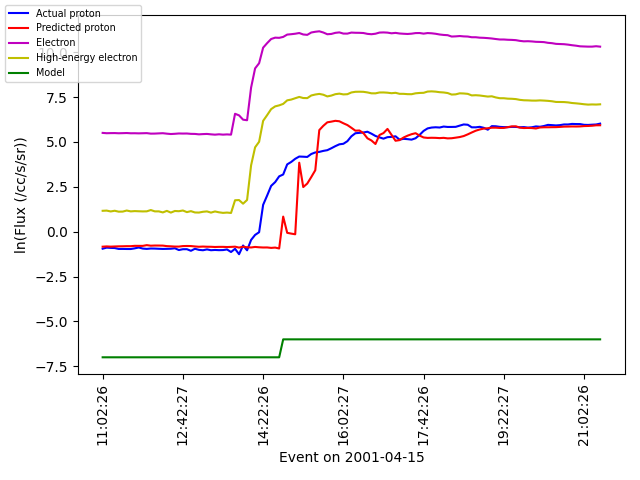 Actual proton
Predicted proton
Electron
High-energy electron
Model
10.0
7.5
5.0
2.5
0.0
−2.5
−5.0
−7.5
ln(Flux (/cc/s/sr))
11:02:26
12:42:27
14:22:26
16:02:27
17:42:26
19:22:27
21:02:26
Event on 2001-04-15